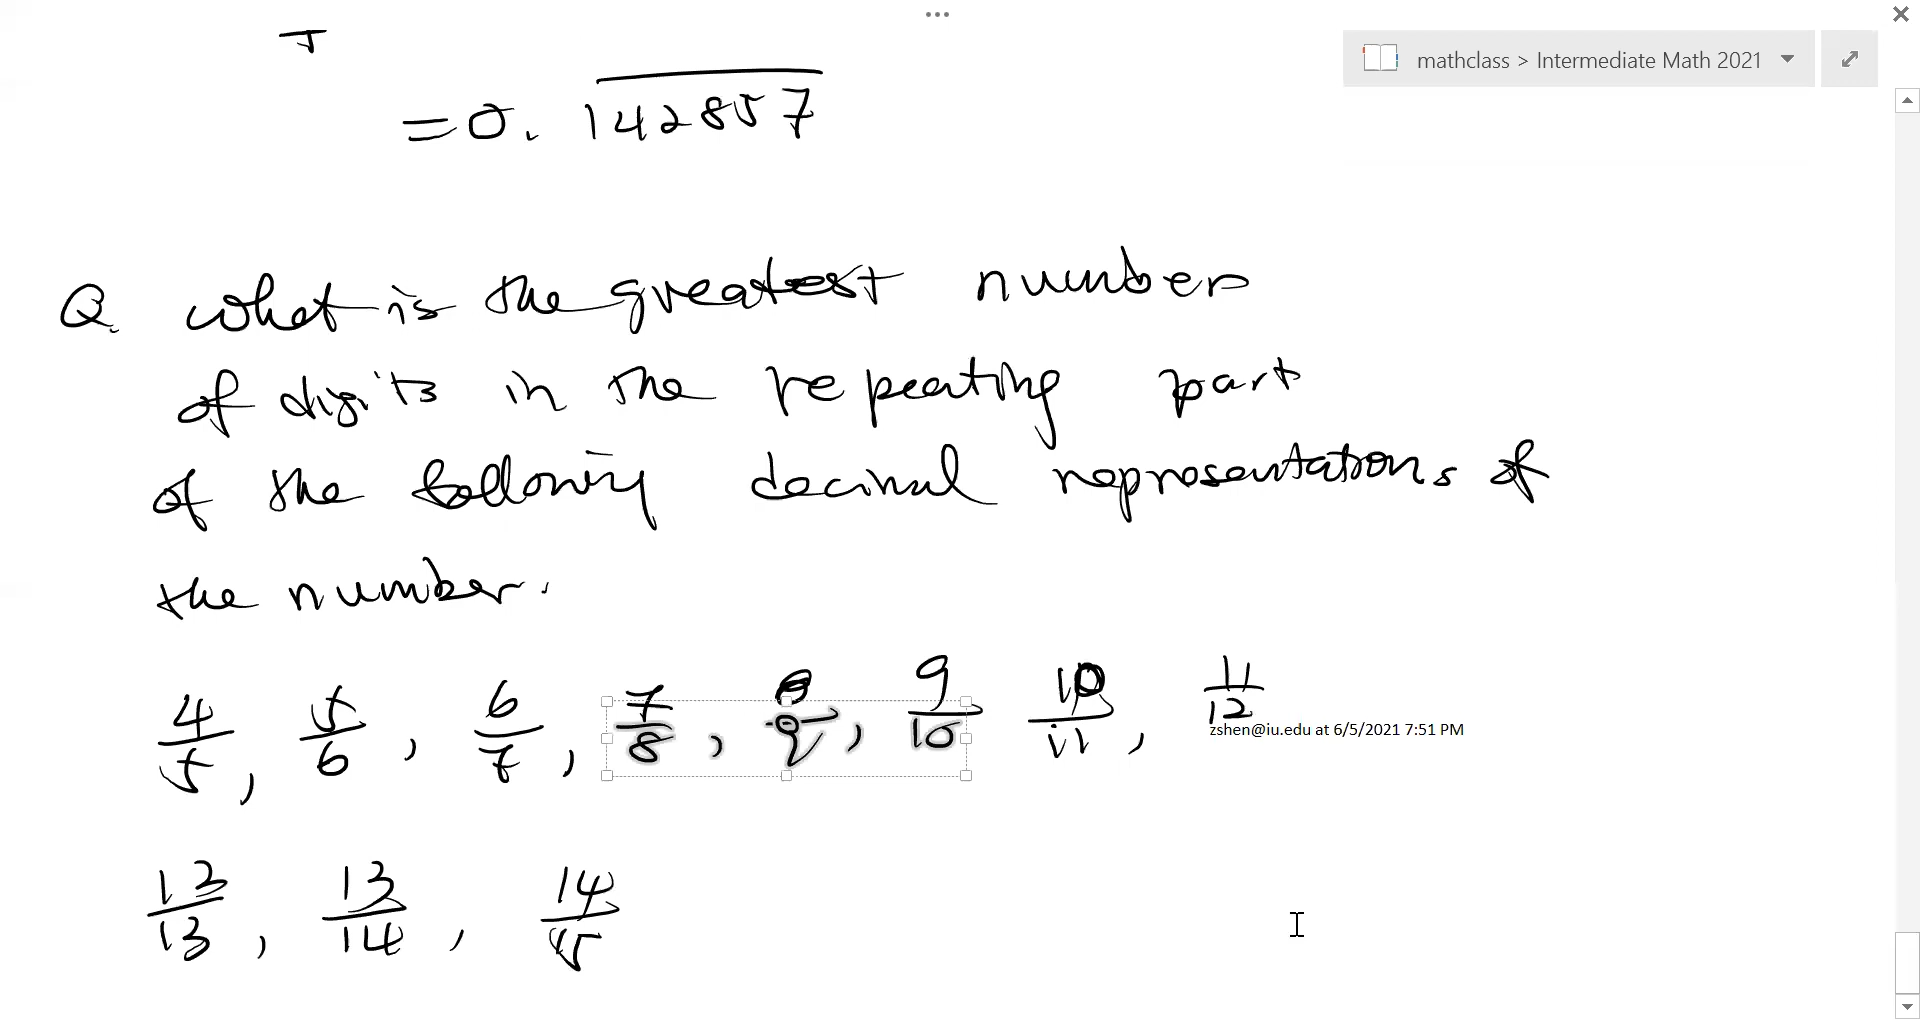 mathclass > Intermediate Math 2021
= 0. 142857
Q. what is the greatest number
of digits in the repeating part
of the following decimal representations of
the number.
4/5, 5/6, 6/7, 7/8, 8/9, 9/10 10/11, 11/12
zshen@iu.edu at 6/5/2021 7:51 PM
12/13, 13/14, 14/15